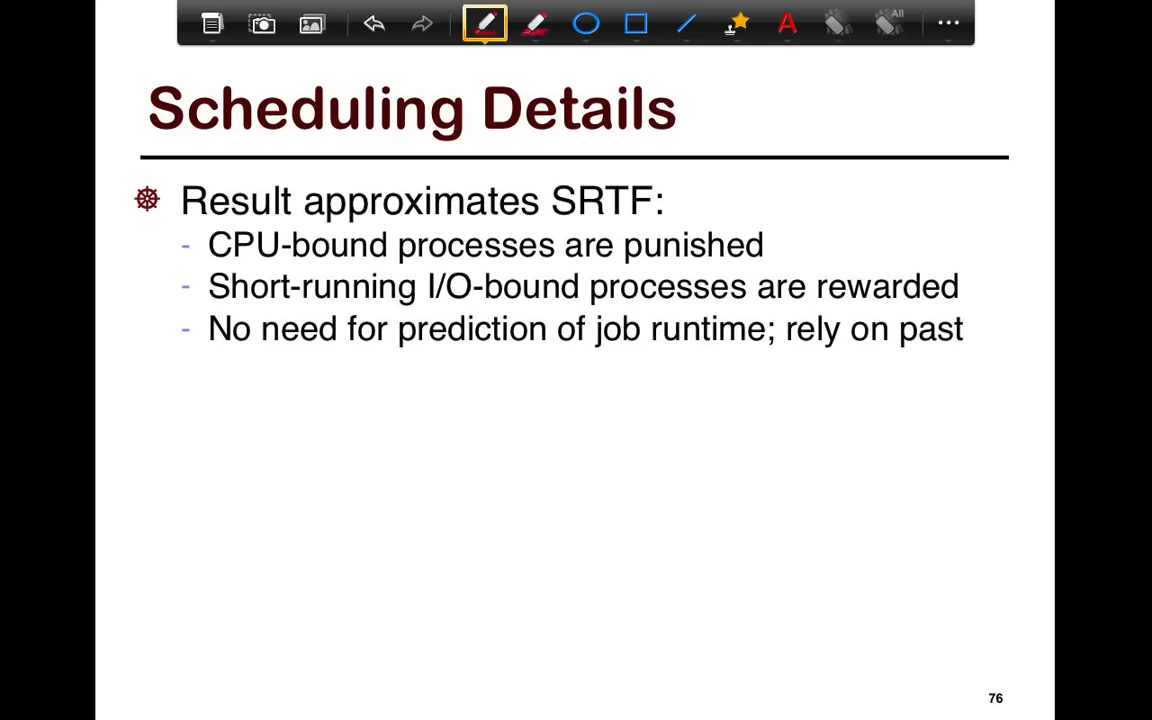 All
A
Scheduling Details
Result approximates SRTF:
- CPU-bound processes are punished
- Short-running I/O-bound processes are rewarded
- No need for prediction of job runtime; rely on past
76